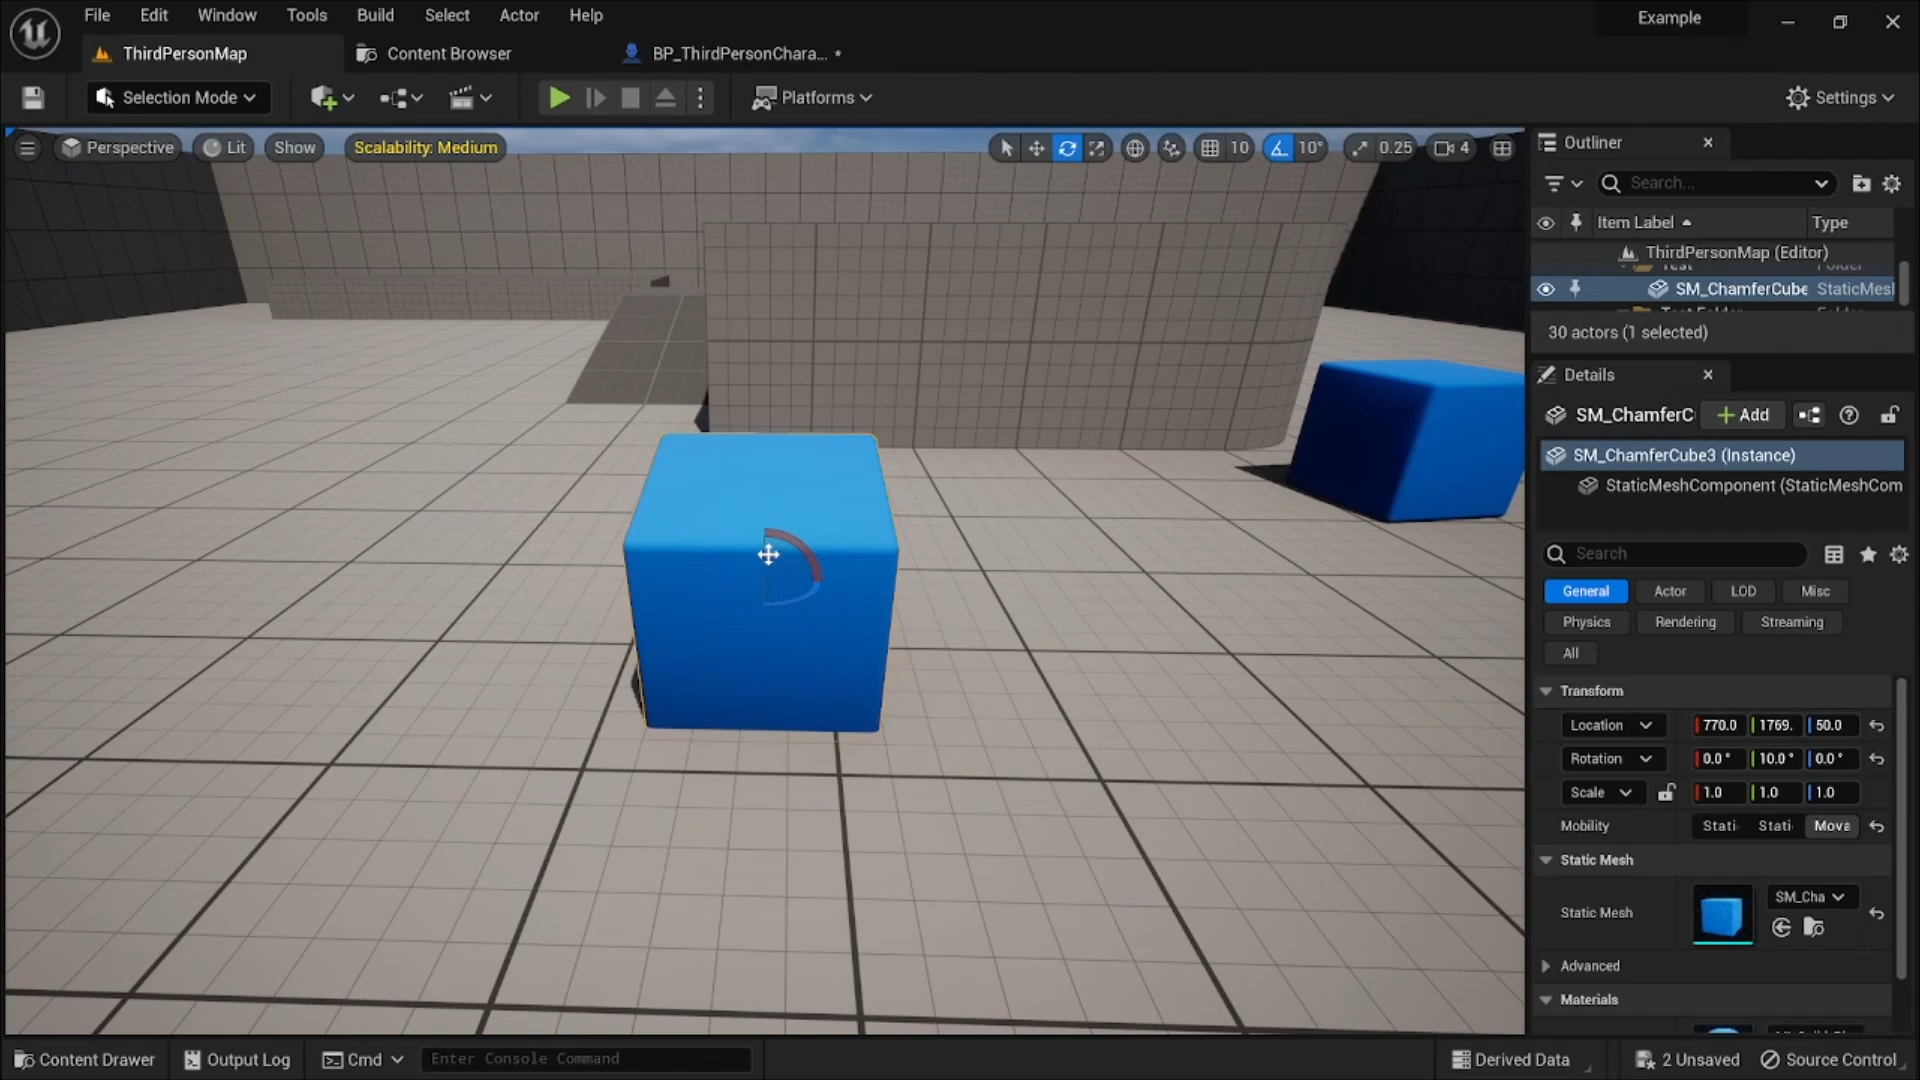 File Edit Window Tools Build Select Actor Help
Example
ThirdPersonMap
Content Browser
BP_ThirdPersonChara... *
Selection Mode
Platforms
Settings
Perspective
Lit
Show
Scalability: Medium
10
10°
0.25
4
Outliner
Search...
Item Label
Type
ThirdPersonMap (Editor)
SM_ChamferCube StaticMesl
30 actors (1 selected)
Details
SM_ChamferC
+ Add
SM_ChamferCube3 (Instance)
StaticMeshComponent (StaticMeshCom
Search
General
Actor
LOD
Misc
Physics
Rendering
Streaming
All
Transform
Location 770.0 1769. 50.0
Rotation 0.0° 10.0° 0.0°
Scale 1.0 1.0 1.0
Mobility Stati Stati Mova
Static Mesh
Static Mesh
SM_Cha
Advanced
Materials
Content Drawer
Output Log
Cmd
Enter Console Command
Derived Data
2 Unsaved
Source Control